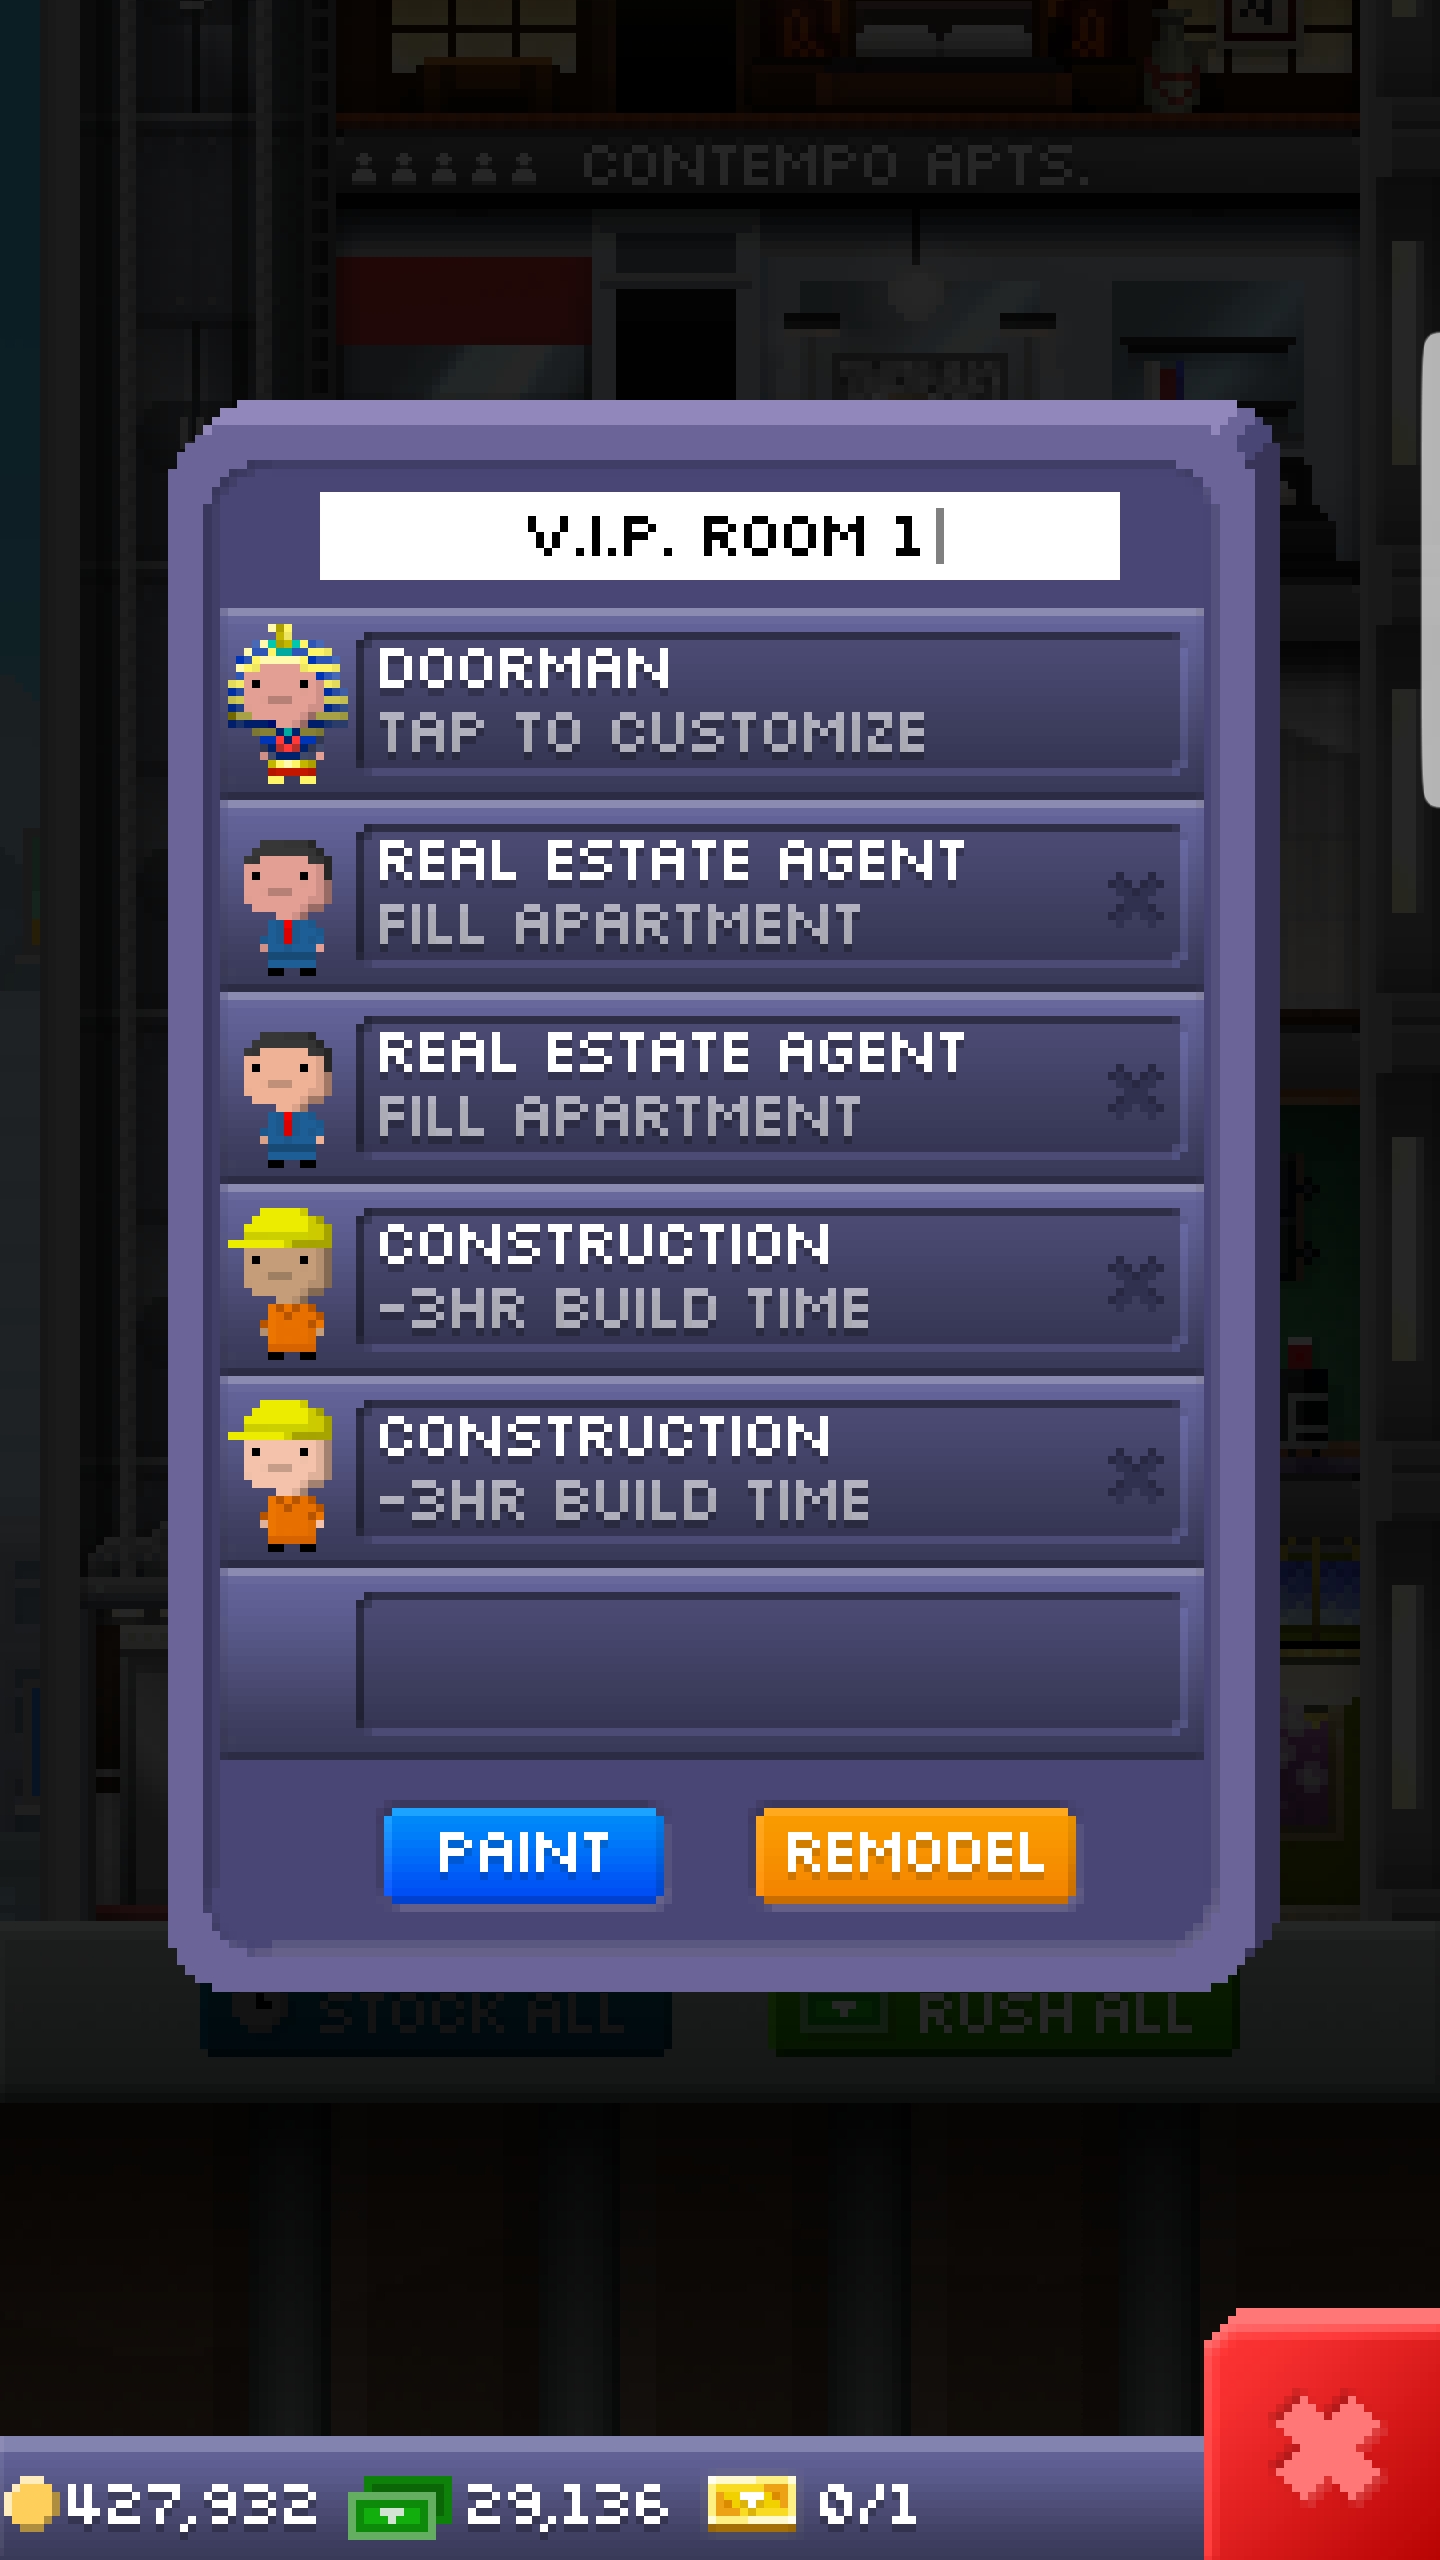 CONTEMPO APTS.
V.I.P. ROOM 1
DOORMAN
TAP TO CUSTOMIZE
REAL ESTATE AGENT
FILL APARTMENT
REAL ESTATE AGENT
FILL APARTMENT
CONSTRUCTION
-3HR BUILD TIME
CONSTRUCTION
-3HR BUILD TIME
PAINT REMODEL
STOCK ALL RUSH ALL
427,932 29,136 0/1